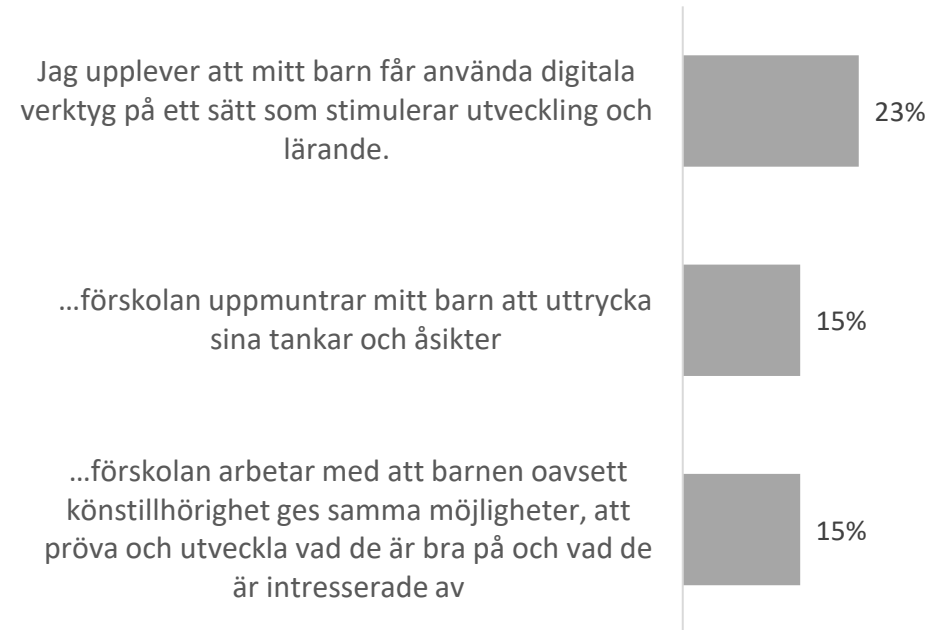 Jag upplever att mitt barn får använda digitala
verktyg på ett sätt som stimulerar utveckling och
lärande.
23%
…förskolan uppmuntrar mitt barn att uttrycka
sina tankar och åsikter
15%
…förskolan arbetar med att barnen oavsett
könstillhörighet ges samma möjligheter, att
pröva och utveckla vad de är bra på och vad de
är intresserade av
15%